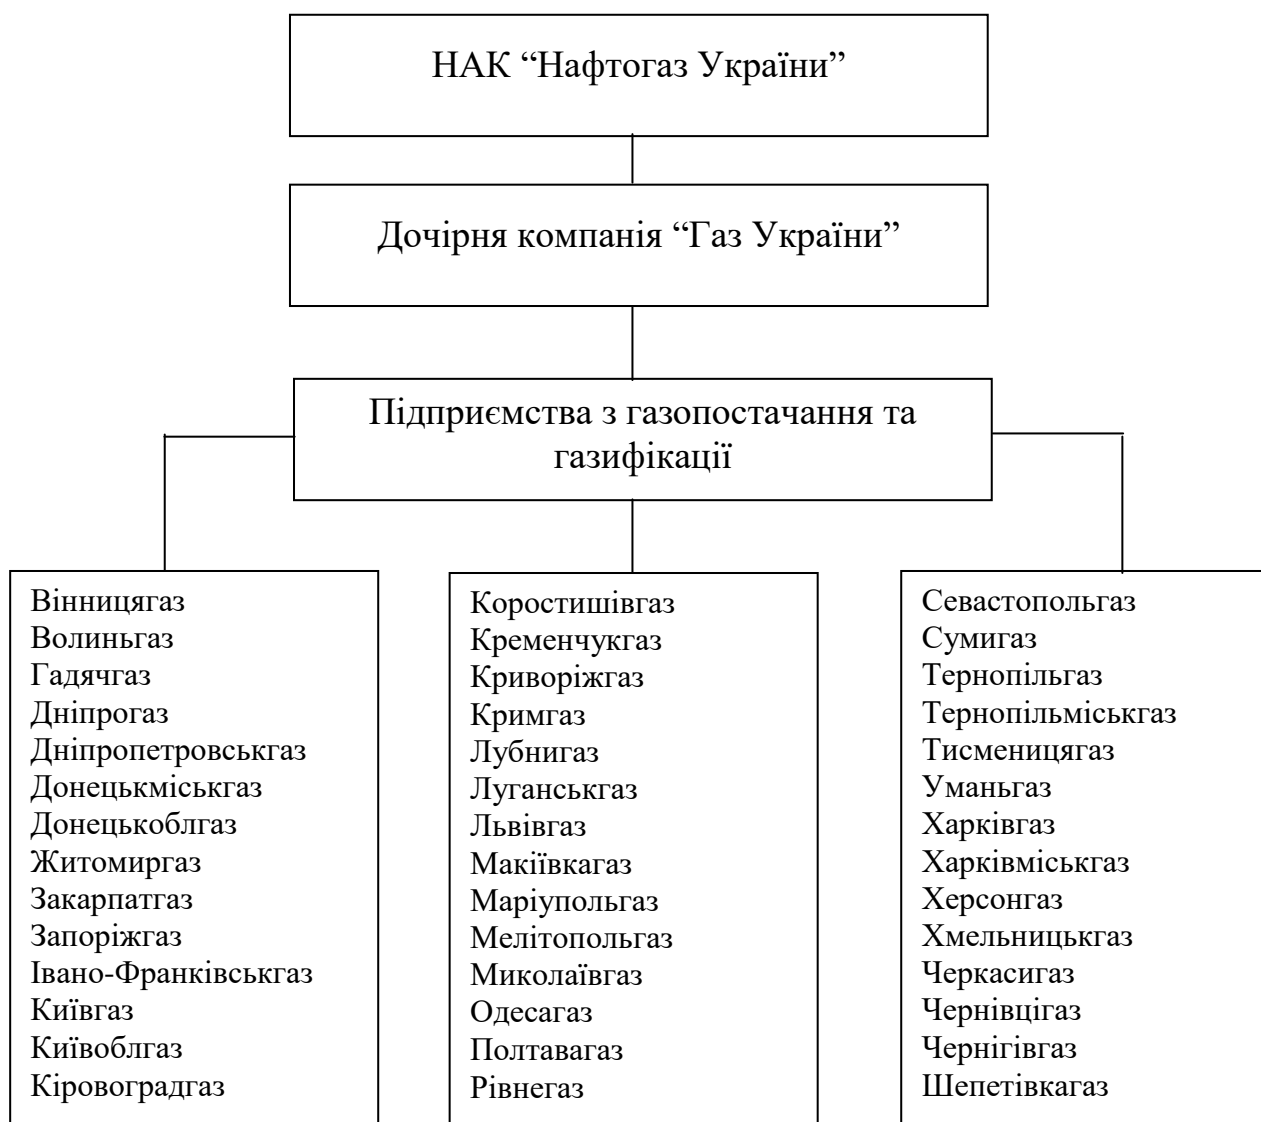 НАК “Нафтогаз України”
Дочірня компанія “Газ України”
Підприємства з газопостачання та
газифікації
Вінницягаз
Волиньгаз
Гадячгаз
Дніпрогаз
Дніпропетровськгаз
Донецькміськгаз
Донецькоблгаз
Житомиргаз
Закарпатгаз
Запоріжгаз
Івано-Франківськгаз
Київгаз
Київоблгаз
Кіровоградгаз
Коростишівгаз
Кременчукгаз
Криворіжгаз
Кримгаз
Лубнигаз
Луганськгаз
Львівгаз
Макіївкагаз
Маріупольгаз
Мелітопольгаз
Миколаївгаз
Одесагаз
Полтавагаз
Рівнегаз
Севастопольгаз
Сумигаз
Тернопільгаз
Тернопільміськгаз
Тисменицягаз
Уманьгаз
Харківгаз
Харківміськгаз
Херсонгаз
Хмельницькгаз
Черкасигаз
Чернівцігаз
Чернігівгаз
Шепетівкагаз